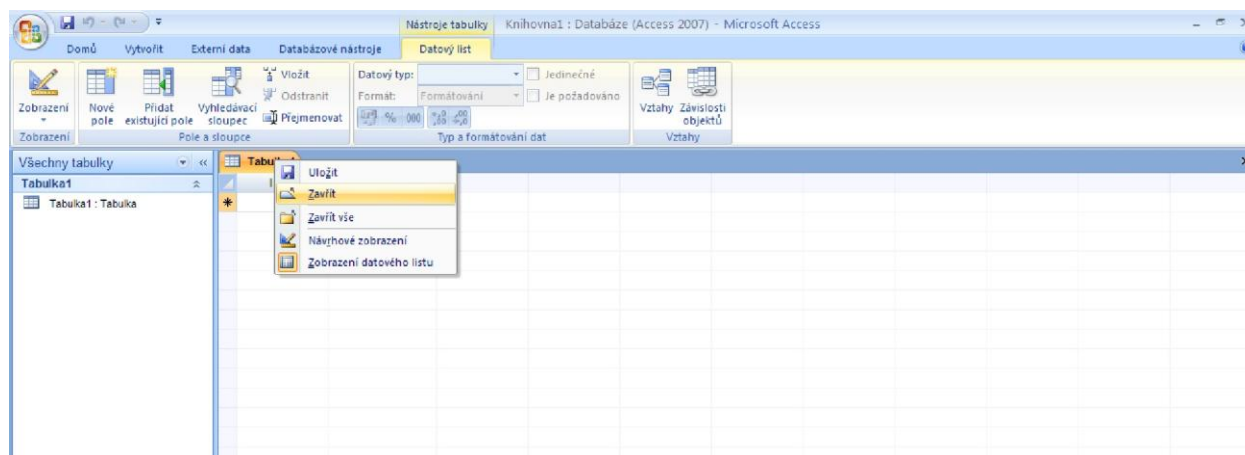 Nástroje tabulky Knihovna1 : Databáze (Access 2007) - Microsoft Access
Domů Vytvořit Externí data Databázové nástroje Datový list
Zobrazení
Nové pole
Přidat existující pole
Vyhledávací sloupec
Vložit
Odstranit
Přejmenovat
Datový typ:
Formát: Formátování
% 000
Jedinečné
Je požadováno
Vztahy
Závislosti objektů
Zobrazení Pole a sloupce Typ a formátování dat Vztahy
Všechny tabulky
Tabulka1
Tabulka1 : Tabulka
Uložit
Zavřít
Zavřít vše
Návrhové zobrazení
Zobrazení datového listu